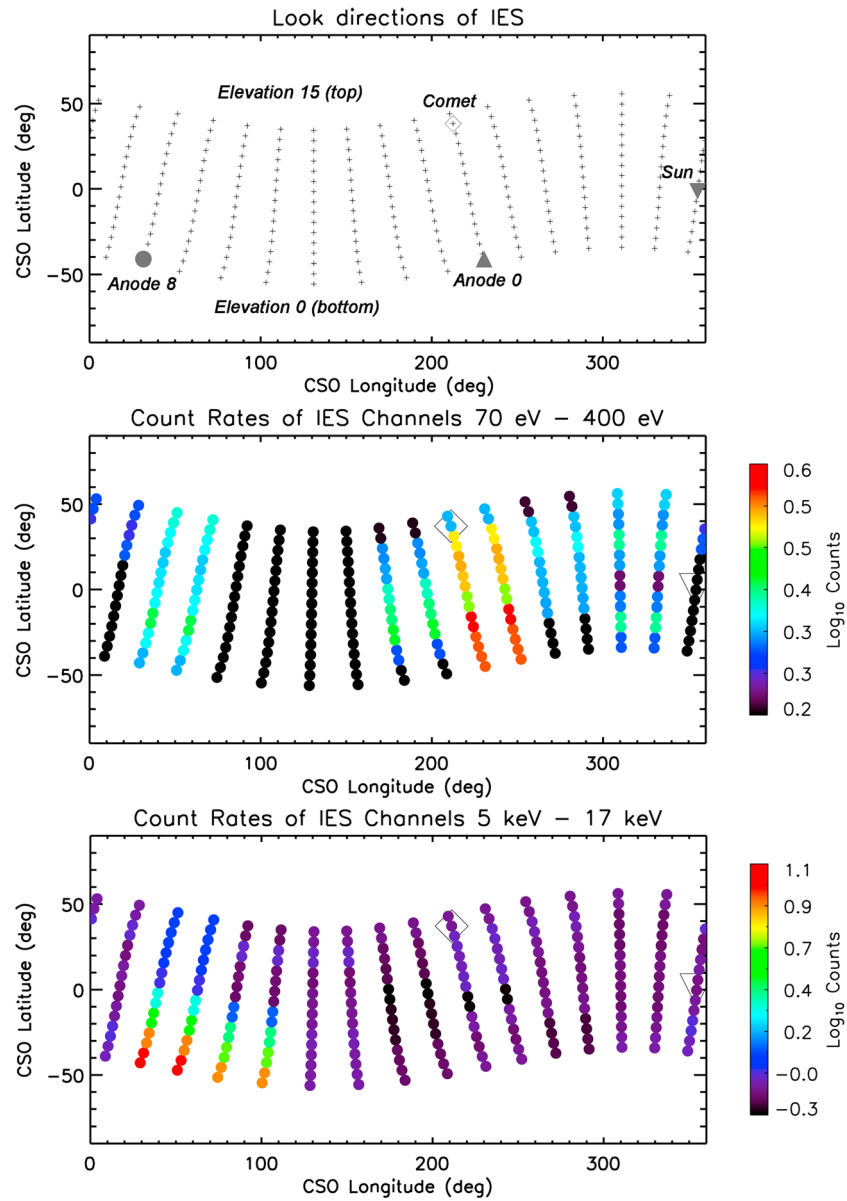 Look directions of IES
CSO Latitude (deg)
50
0
−50
Elevation 15 (top)
Comet
Sun
Anode 8
Anode 0
Elevation 0 (bottom)
0 100 200 300
CSO Longitude (deg)
Count Rates of IES Channels 70 eV − 400 eV
CSO Latitude (deg)
50
0
−50
0 100 200 300
CSO Longitude (deg)
0.6
0.5
0.5
0.4
0.3
0.3
0.2
Log10 Counts
Count Rates of IES Channels 5 keV − 17 keV
CSO Latitude (deg)
50
0
−50
0 100 200 300
CSO Longitude (deg)
1.1
0.9
0.7
0.4
0.2
−0.0
−0.3
Log10 Counts